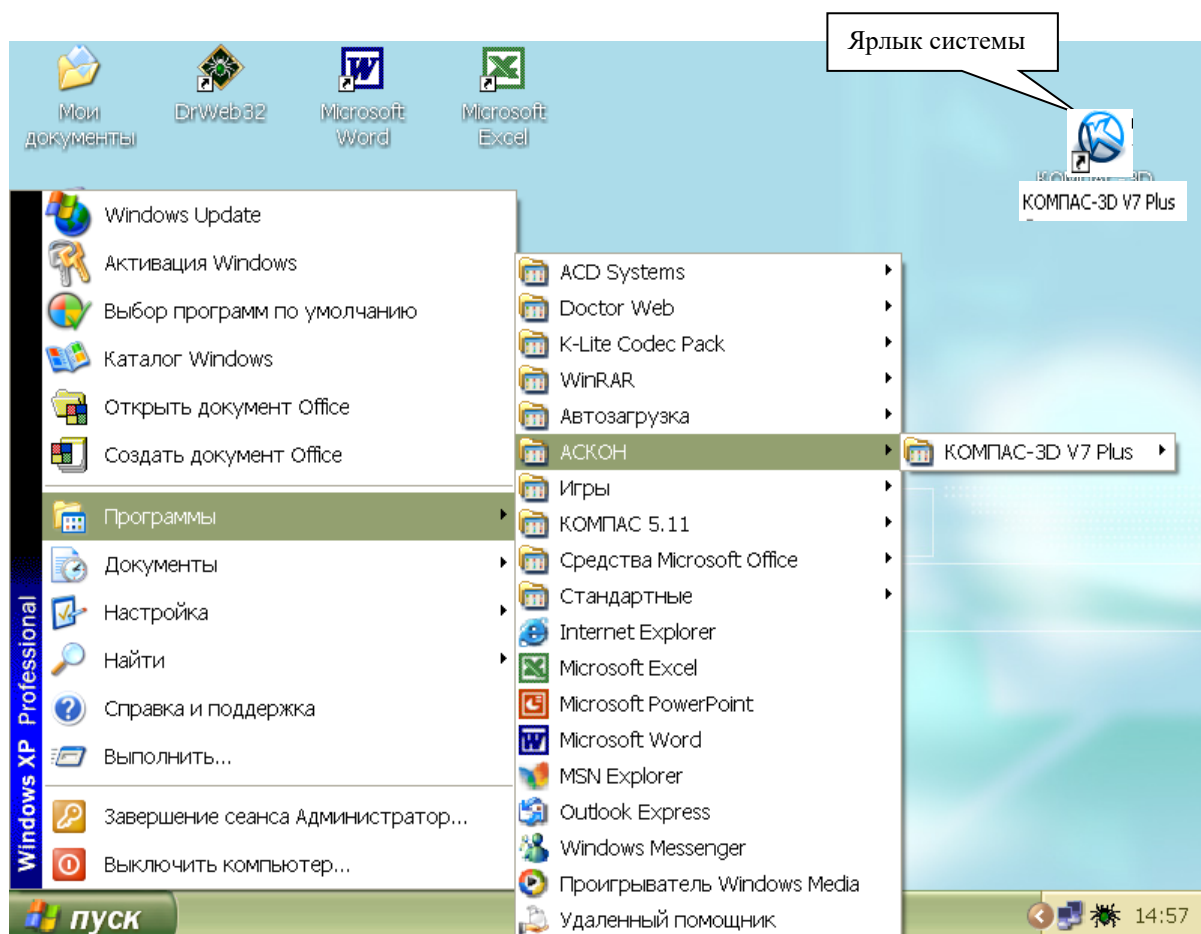 Ярлык системы
Мои
документы
DrWeb32
Microsoft
Word
Microsoft
Excel
КОМПАС-3D
КОМПАС-3D V7 Plus
Windows Update
Активация Windows
Выбор программ по умолчанию
Каталог Windows
Открыть документ Office
Создать документ Office
Программы
Документы
Настройка
Найти
Справка и поддержка
Выполнить...
Завершение сеанса Администратор...
Выключить компьютер...
Windows XP Professional
ACD Systems
Doctor Web
K-Lite Codec Pack
WinRAR
Автозагрузка
АСКОН
Игры
КОМПАС 5.11
Средства Microsoft Office
Стандартные
Internet Explorer
Microsoft Excel
Microsoft PowerPoint
Microsoft Word
MSN Explorer
Outlook Express
Windows Messenger
Проигрыватель Windows Media
Удаленный помощник
КОМПАС-3D V7 Plus
пуск
14:57